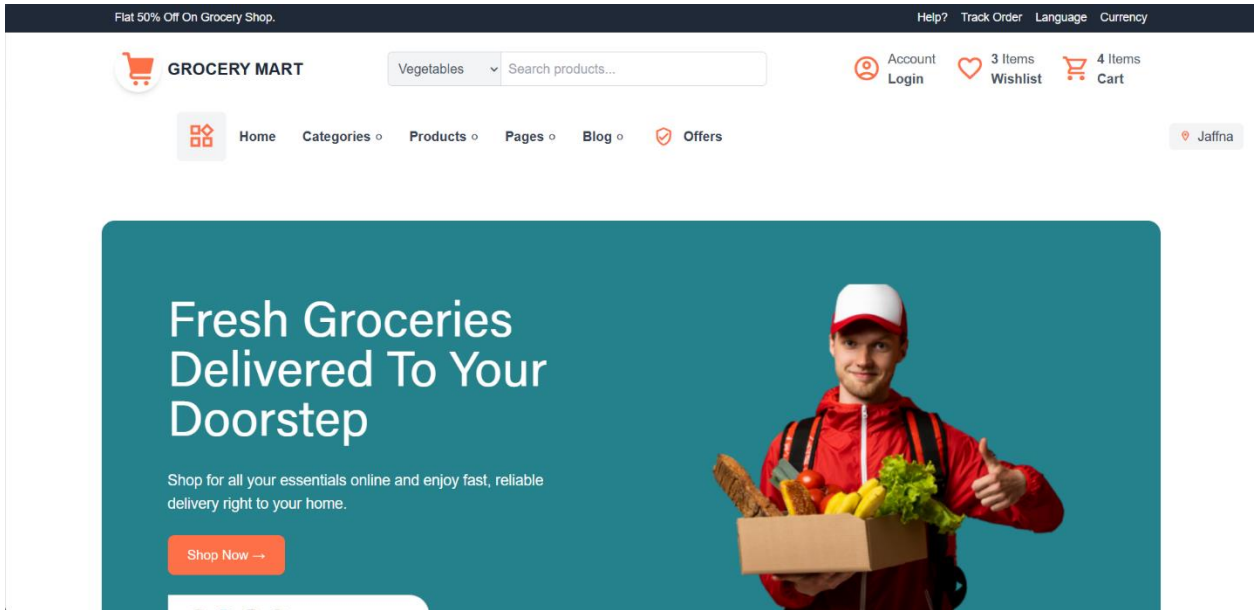 Flat 50% Off On Grocery Shop.
Help? Track Order Language Currency
GROCERY MART
Vegetables
Search products...
Account
Login
3 Items
Wishlist
4 Items
Cart
Home Categories Products Pages Blog Offers
Jaffna
Fresh Groceries
Delivered To Your
Doorstep
Shop for all your essentials online and enjoy fast, reliable
delivery right to your home.
Shop Now →